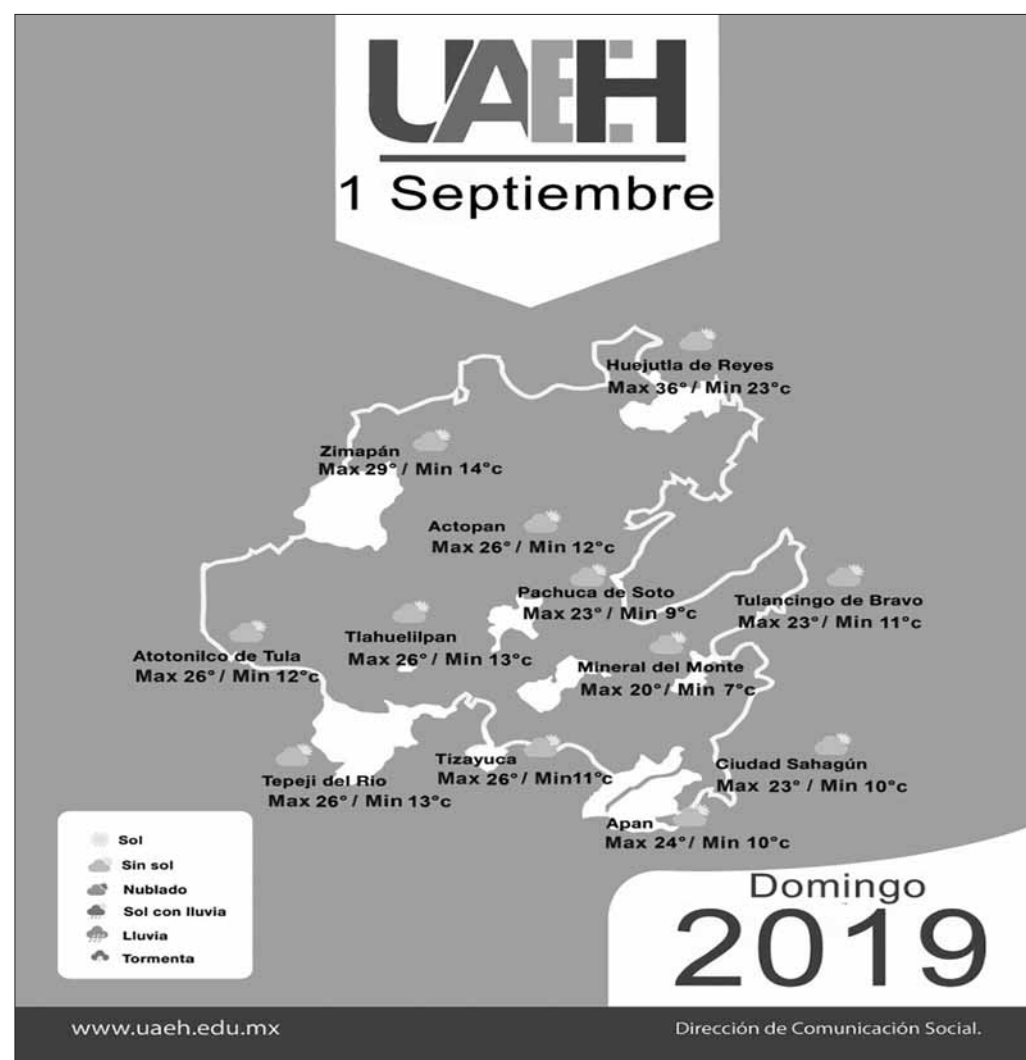 UAEH
1 Septiembre
Huejutla de Reyes
Max 36° / Min 23°c
Zimapán
Max 29° / Min 14°c
Actopan
Max 26° / Min 12°c
Pachuca de Soto
Max 23° / Min 9°c
Tulancingo de Bravo
Max 23° / Min 11°c
Tlahuelilpan
Max 26° / Min 13°c
Atotonilco de Tula
Max 26° / Min 12°c
Mineral del Monte
Max 20° / Min 7°c
Tizayuca
Max 26° / Min11°c
Ciudad Sahagún
Max 23° / Min 10°c
Tepeji del Rio
Max 26° / Min 13°c
Apan
Max 24° / Min 10°c
Sol
Sin sol
Nublado
Sol con lluvia
Lluvia
Tormenta
Domingo
2019
www.uaeh.edu.mx
Dirección de Comunicación Social.